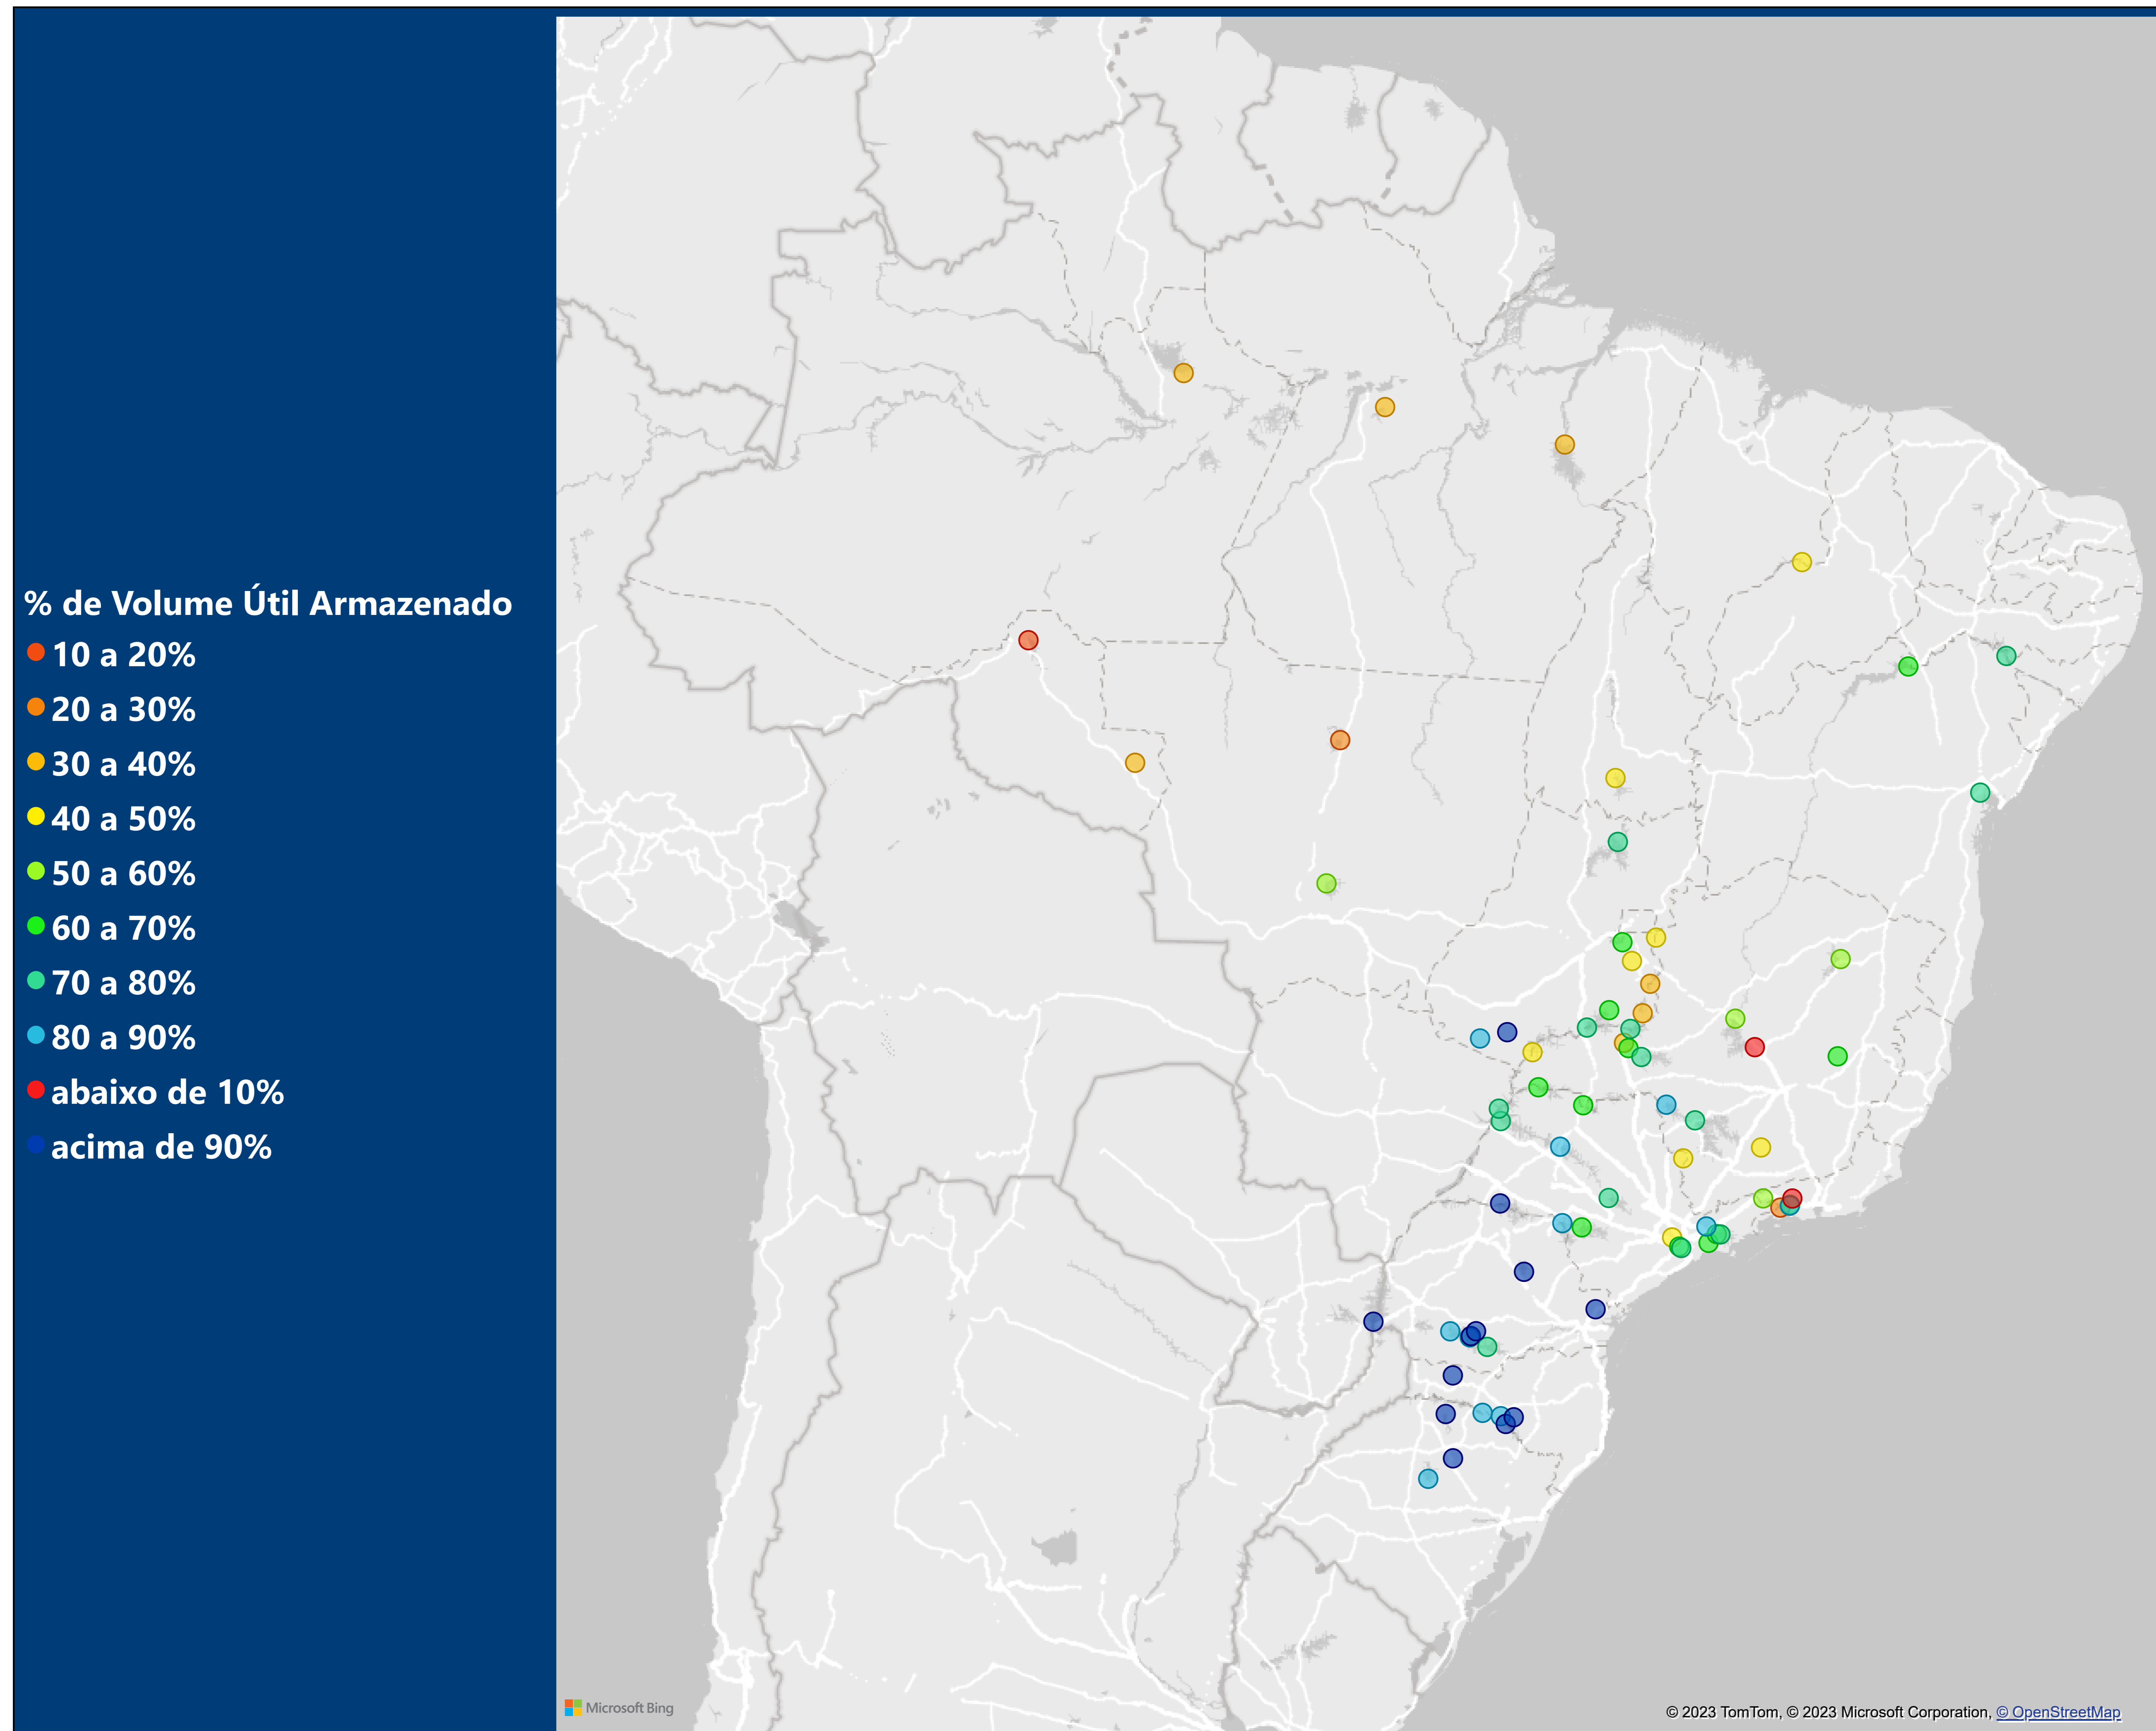 % de Volume Útil Armazenado
10 a 20%
20 a 30%
30 a 40%
40 a 50%
50 a 60%
60 a 70%
70 a 80%
80 a 90%
abaixo de 10%
acima de 90%
Microsoft Bing
© 2023 TomTom, © 2023 Microsoft Corporation, © OpenStreetMap